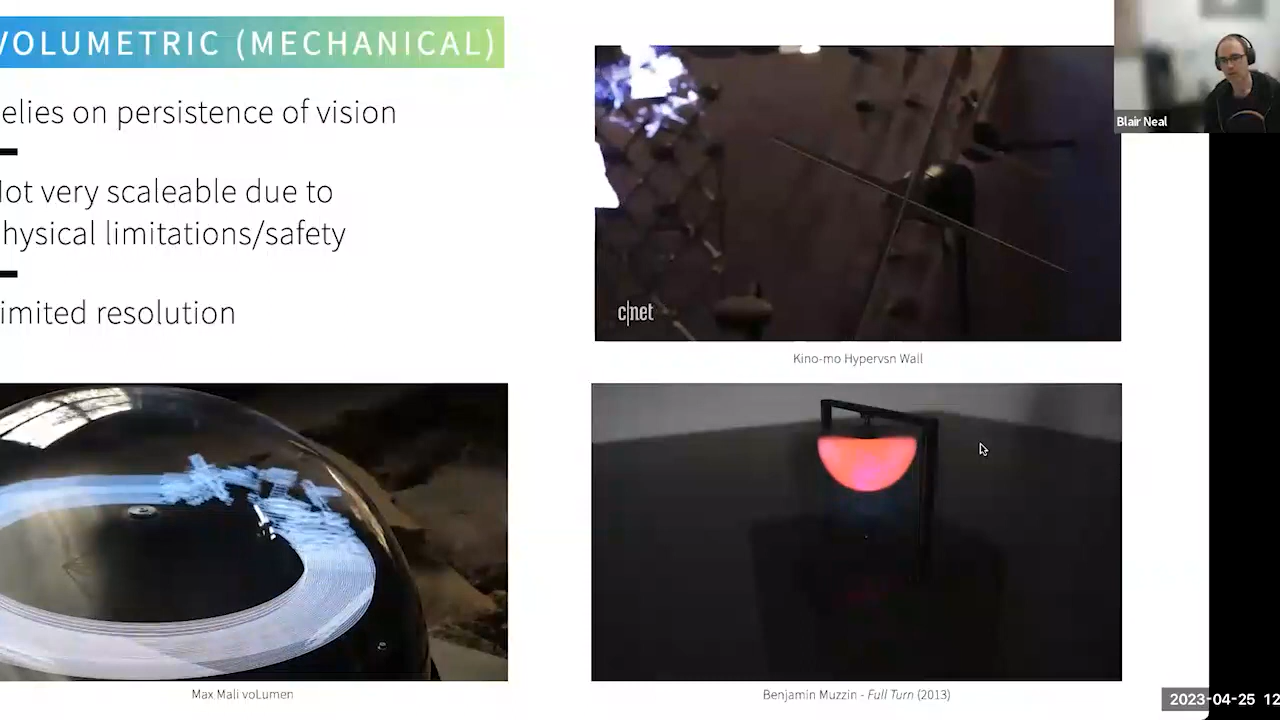 VOLUMETRIC (MECHANICAL)
elies on persistence of vision
ot very scaleable due to
hysical limitations/safety
imited resolution
c|net
Kino-mo Hypervsn Wall
Blair Neal
Max Mali voLumen
Benjamin Muzzin - Full Turn (2013)
2023-04-25 12